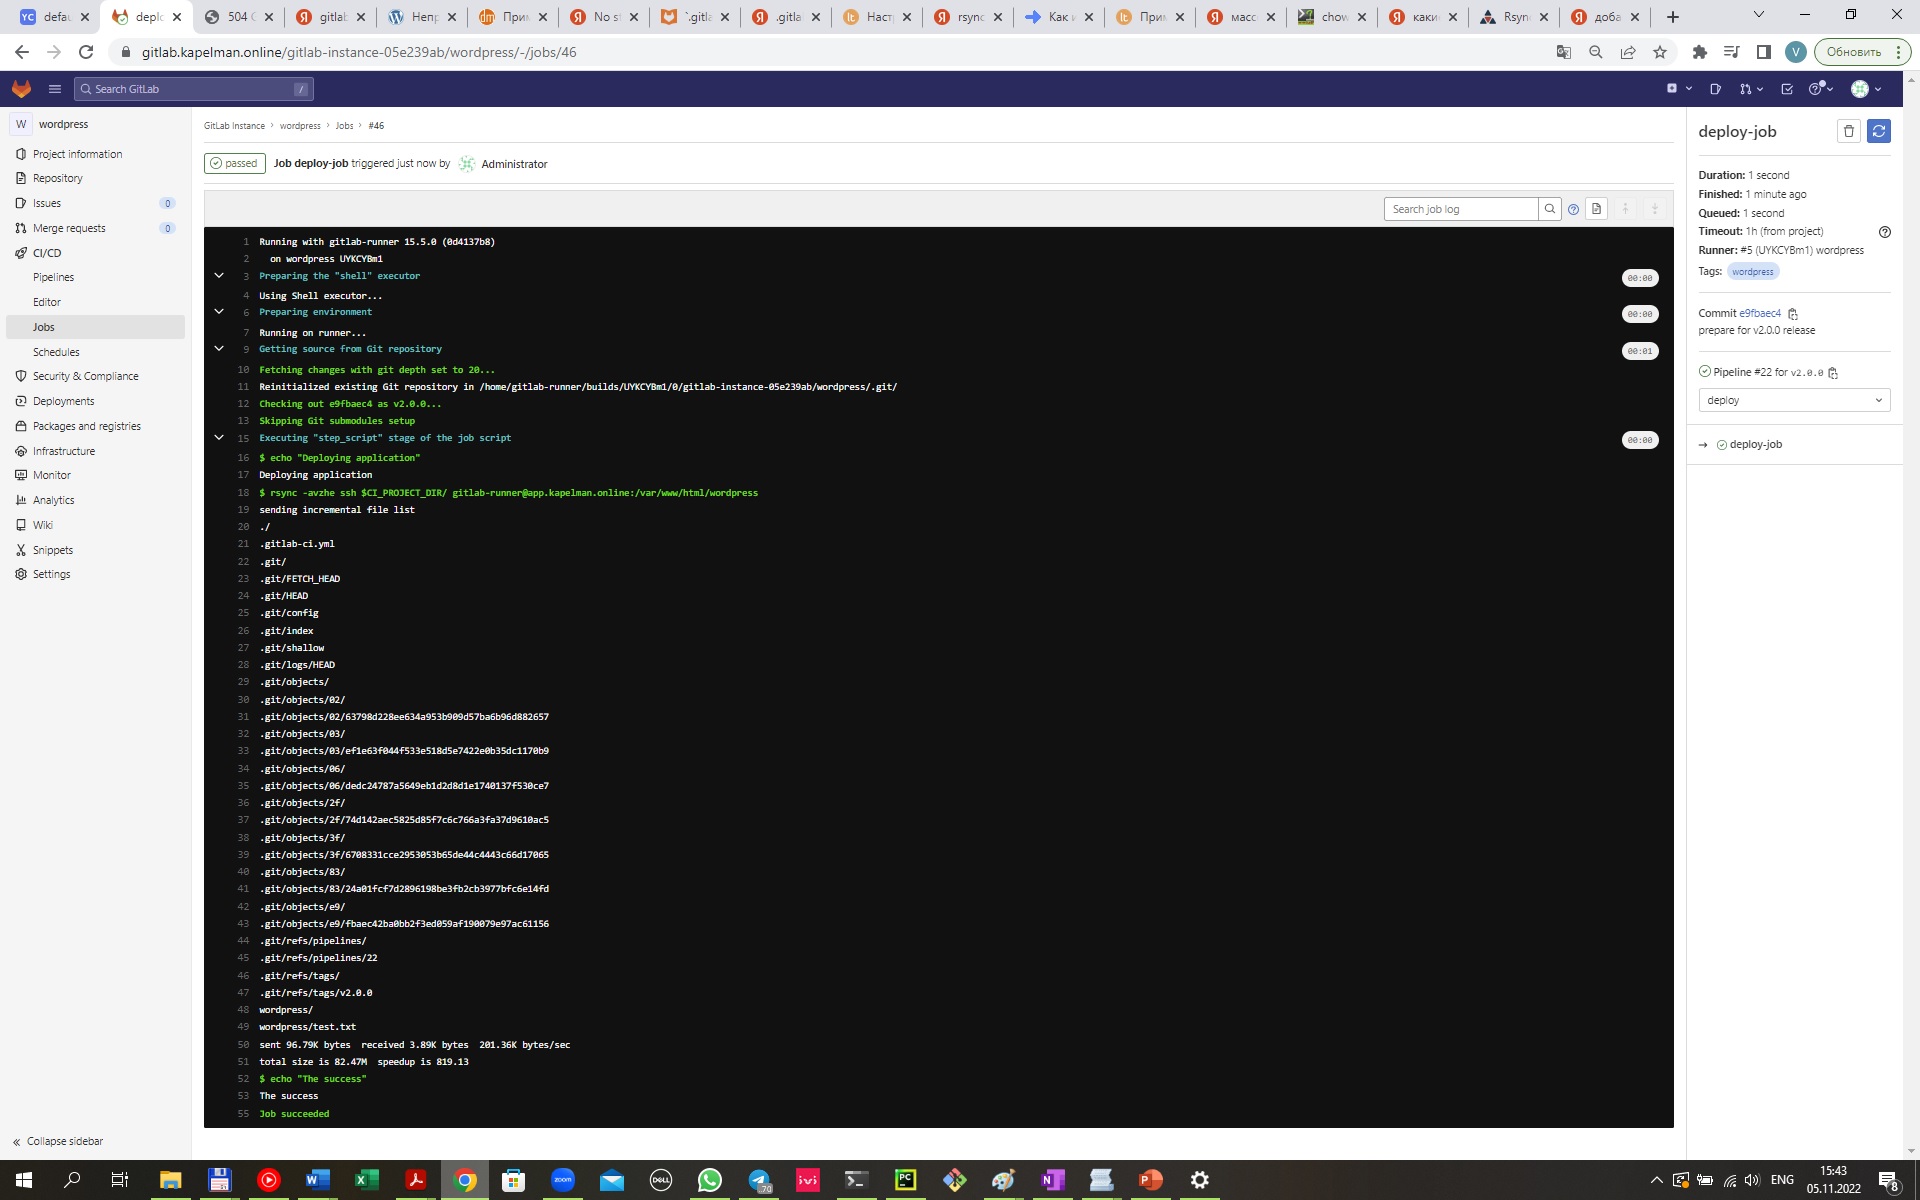 defau
deplo
504 G
gitlab
Непр
Прим
No st
`.gitla
.gitlab
Наст
rsync
Как и
Прим
масс
chow
каки
Rsync
доба
gitlab.kapelman.online/gitlab-instance-05e239ab/wordpress/-/jobs/46
V
Обновить
Search GitLab
/
W wordpress
Project information
Repository
Issues 0
Merge requests 0
CI/CD
Pipelines
Editor
Jobs
Schedules
Security & Compliance
Deployments
Packages and registries
Infrastructure
Monitor
Analytics
Wiki
Snippets
Settings
Collapse sidebar
GitLab Instance > wordpress > Jobs > #46
passed Job deploy-job triggered just now by Administrator
Search job log
1 Running with gitlab-runner 15.5.0 (0d4137b8)
2 on wordpress UYKCYBm1
3 Preparing the "shell" executor 00:00
4 Using Shell executor...
6 Preparing environment 00:00
7 Running on runner...
9 Getting source from Git repository 00:01
10 Fetching changes with git depth set to 20...
11 Reinitialized existing Git repository in /home/gitlab-runner/builds/UYKCYBm1/0/gitlab-instance-05e239ab/wordpress/.git/
12 Checking out e9fbaec4 as v2.0.0...
13 Skipping Git submodules setup
15 Executing "step_script" stage of the job script 00:00
16 $ echo "Deploying application"
17 Deploying application
18 $ rsync -avzhe ssh $CI_PROJECT_DIR/ gitlab-runner@app.kapelman.online:/var/www/html/wordpress
19 sending incremental file list
20 ./
21 .gitlab-ci.yml
22 .git/
23 .git/FETCH_HEAD
24 .git/HEAD
25 .git/config
26 .git/index
27 .git/shallow
28 .git/logs/HEAD
29 .git/objects/
30 .git/objects/02/
31 .git/objects/02/63798d228ee634a953b909d57ba6b96d882657
32 .git/objects/03/
33 .git/objects/03/ef1e63f044f533e518d5e7422e0b35dc1170b9
34 .git/objects/06/
35 .git/objects/06/dedc24787a5649eb1d2d8d1e1740137f530ce7
36 .git/objects/2f/
37 .git/objects/2f/74d142aec5825d85f7c6c766a3fa37d9610ac5
38 .git/objects/3f/
39 .git/objects/3f/6708331cce2953053b65de44c4443c66d17065
40 .git/objects/83/
41 .git/objects/83/24a01fcf7d2896198be3fb2cb3977bfc6e14fd
42 .git/objects/e9/
43 .git/objects/e9/fbaec42ba0bb2f3ed059af190079e97ac61156
44 .git/refs/pipelines/
45 .git/refs/pipelines/22
46 .git/refs/tags/
47 .git/refs/tags/v2.0.0
48 wordpress/
49 wordpress/test.txt
50 sent 96.79K bytes received 3.89K bytes 201.36K bytes/sec
51 total size is 82.47M speedup is 819.13
52 $ echo "The success"
53 The success
55 Job succeeded
deploy-job
Duration: 1 second
Finished: 1 minute ago
Queued: 1 second
Timeout: 1h (from project)
Runner: #5 (UYKCYBm1) wordpress
Tags: wordpress
Commit e9fbaec4
prepare for v2.0.0 release
Pipeline #22 for v2.0.0
deploy
→ deploy-job
ENG
15:43
05.11.2022
8